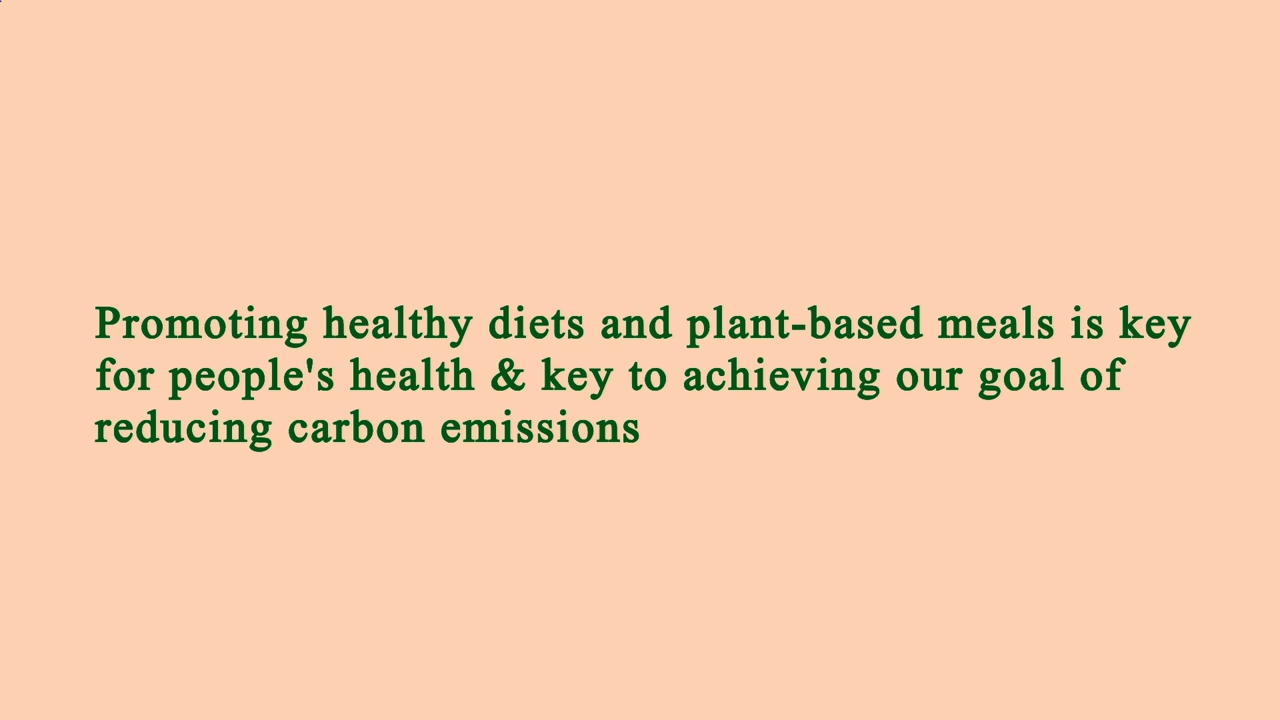 Promoting healthy diets and plant-based meals is key
for people's health & key to achieving our goal of
reducing carbon emissions